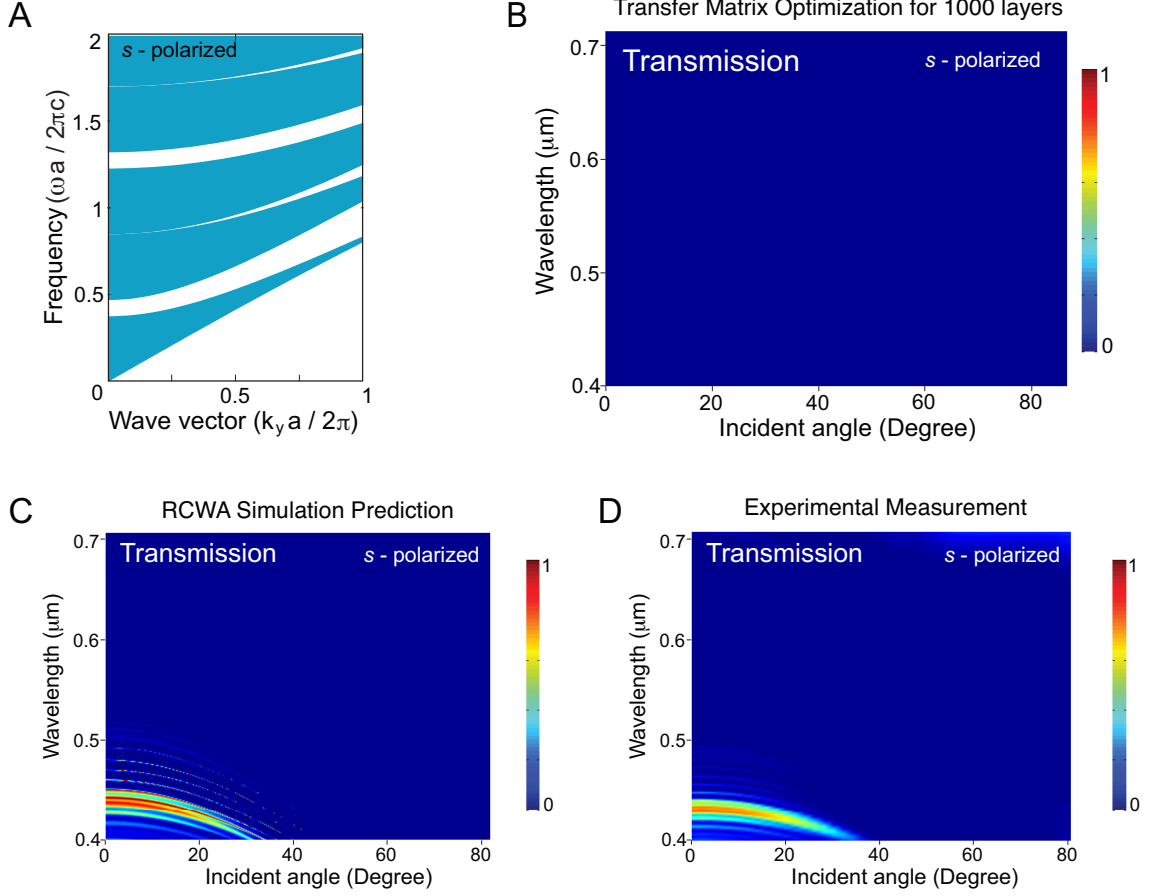 A
s - polarized
2
1.5
1
0.5
0
0.5
1
Frequency (ω a / 2πc)
Wave vector (k_y a / 2π)
B
Transfer Matrix Optimization for 1000 layers
Transmission
s - polarized
0.7
0.6
0.5
0.4
0
20
40
60
80
Wavelength (μm)
Incident angle (Degree)
1
0
C
RCWA Simulation Prediction
Transmission
s - polarized
0.7
0.6
0.5
0.4
0
20
40
60
80
Wavelength (μm)
Incident angle (Degree)
1
0
D
Experimental Measurement
Transmission
s - polarized
0.7
0.6
0.5
0.4
0
20
40
60
80
Wavelength (μm)
Incident angle (Degree)
1
0